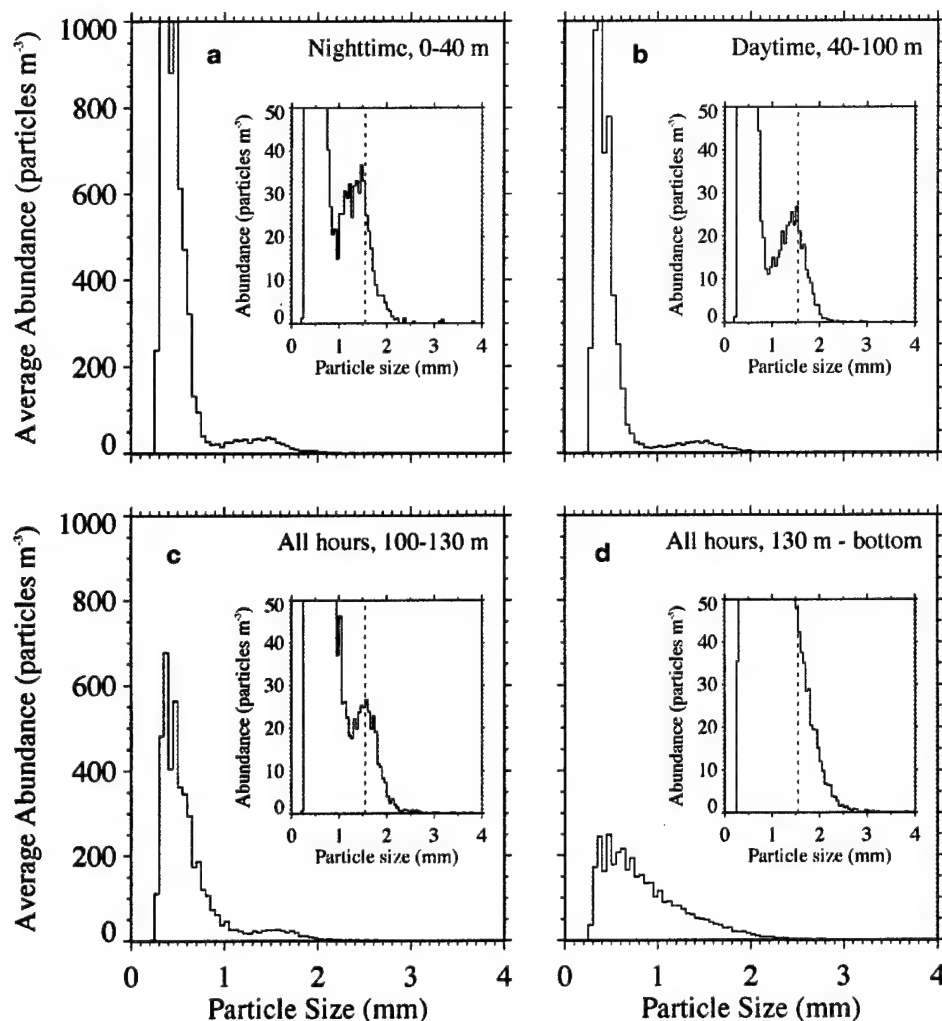 a
Nighttime, 0-40 m
Average Abundance (particles m⁻³)
1000
800
600
400
200
0
Abundance (particles m⁻³)
50
40
30
20
10
0
0 1 2 3 4
Particle size (mm)
b
Daytime, 40-100 m
Abundance (particles m⁻³)
50
40
30
20
10
0
0 1 2 3 4
Particle size (mm)
c
All hours, 100-130 m
Average Abundance (particles m⁻³)
1000
800
600
400
200
0
Abundance (particles m⁻³)
50
40
30
20
10
0
0 1 2 3 4
Particle size (mm)
0 1 2 3 4
Particle Size (mm)
d
All hours, 130 m - bottom
Abundance (particles m⁻³)
50
40
30
20
10
0
0 1 2 3 4
Particle size (mm)
0 1 2 3 4
Particle Size (mm)